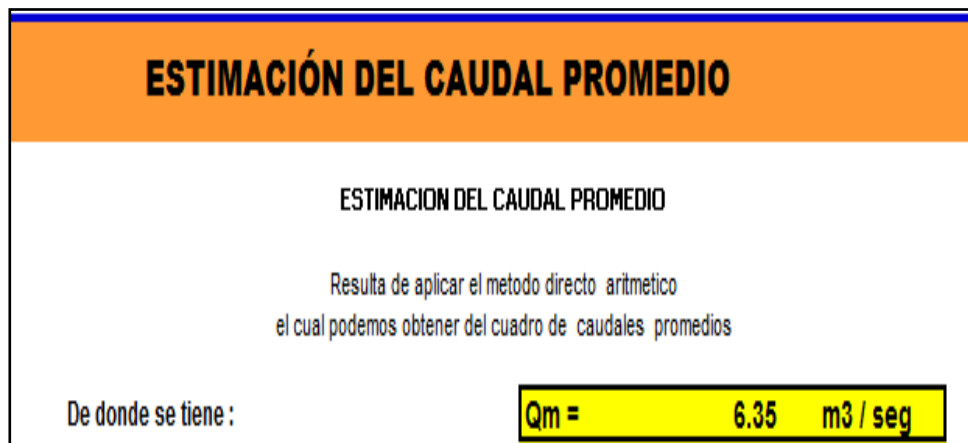 ESTIMACIÓN DEL CAUDAL PROMEDIO
ESTIMACION DEL CAUDAL PROMEDIO
Resulta de aplicar el metodo directo aritmetico
el cual podemos obtener del cuadro de caudales promedios
De donde se tiene : Qm = 6.35 m3 / seg